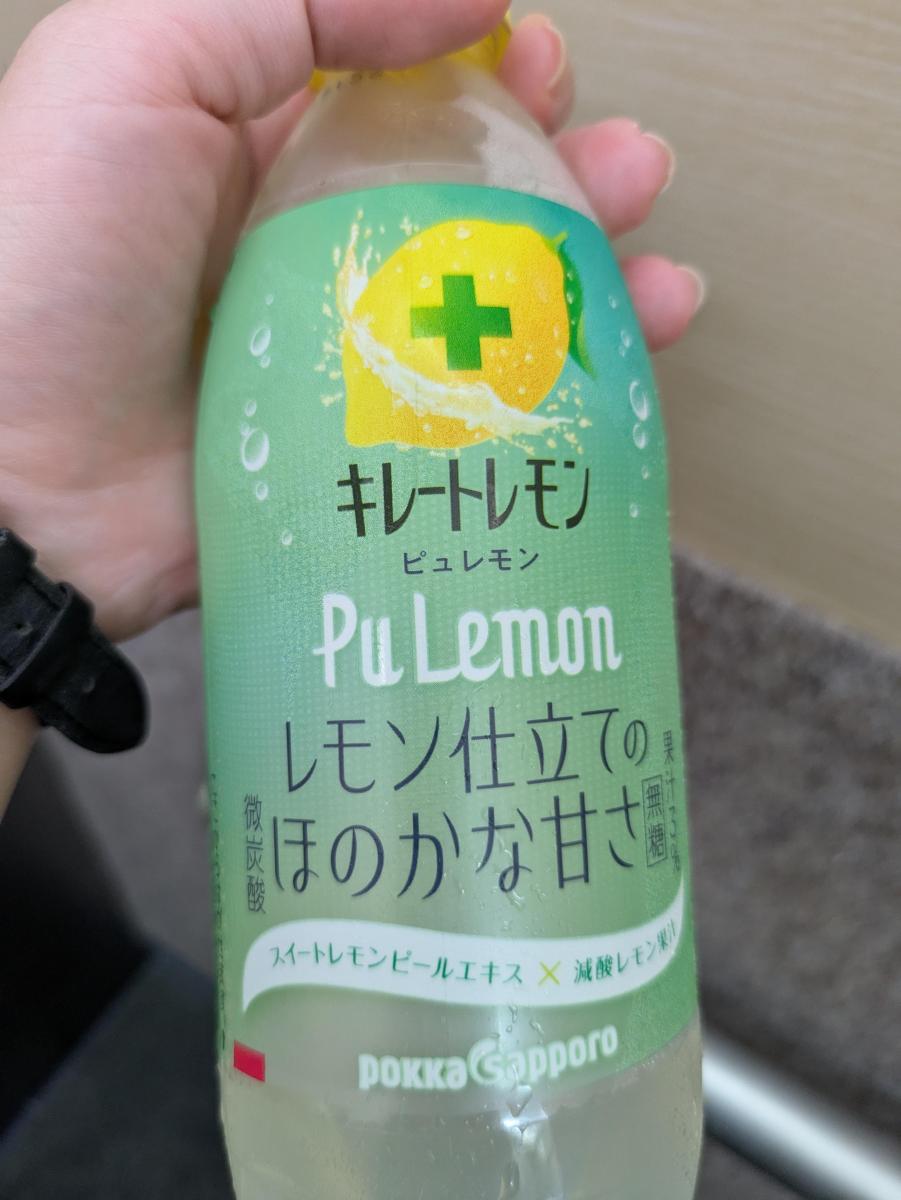 キレートレモン
ピュレモン
Pu Lemon
レモン仕立ての
ほのかな甘さ
無糖
微炭酸
スイートレモンピールエキス × 減酸レモン果汁
POKKA Sapporo